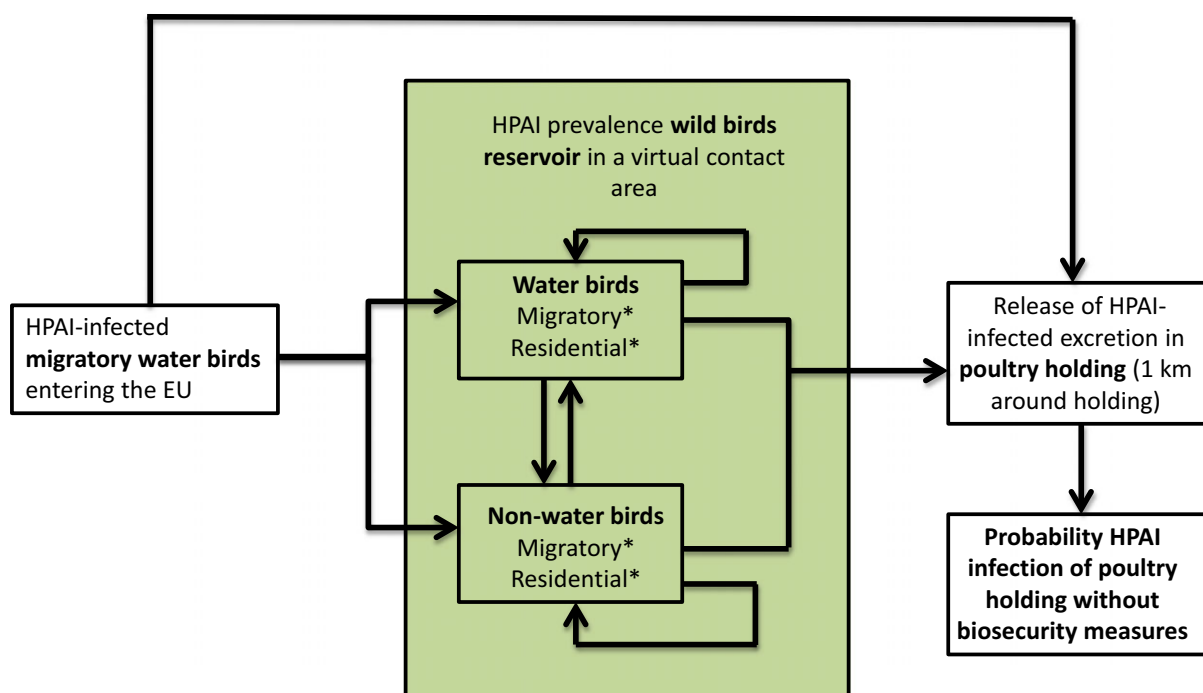 HPAI prevalence wild birds
reservoir in a virtual contact
area
HPAI-infected
migratory water birds
entering the EU
Water birds
Migratory*
Residential*
Non-water birds
Migratory*
Residential*
Release of HPAI-
infected excretion in
poultry holding (1 km
around holding)
Probability HPAI
infection of poultry
holding without
biosecurity measures